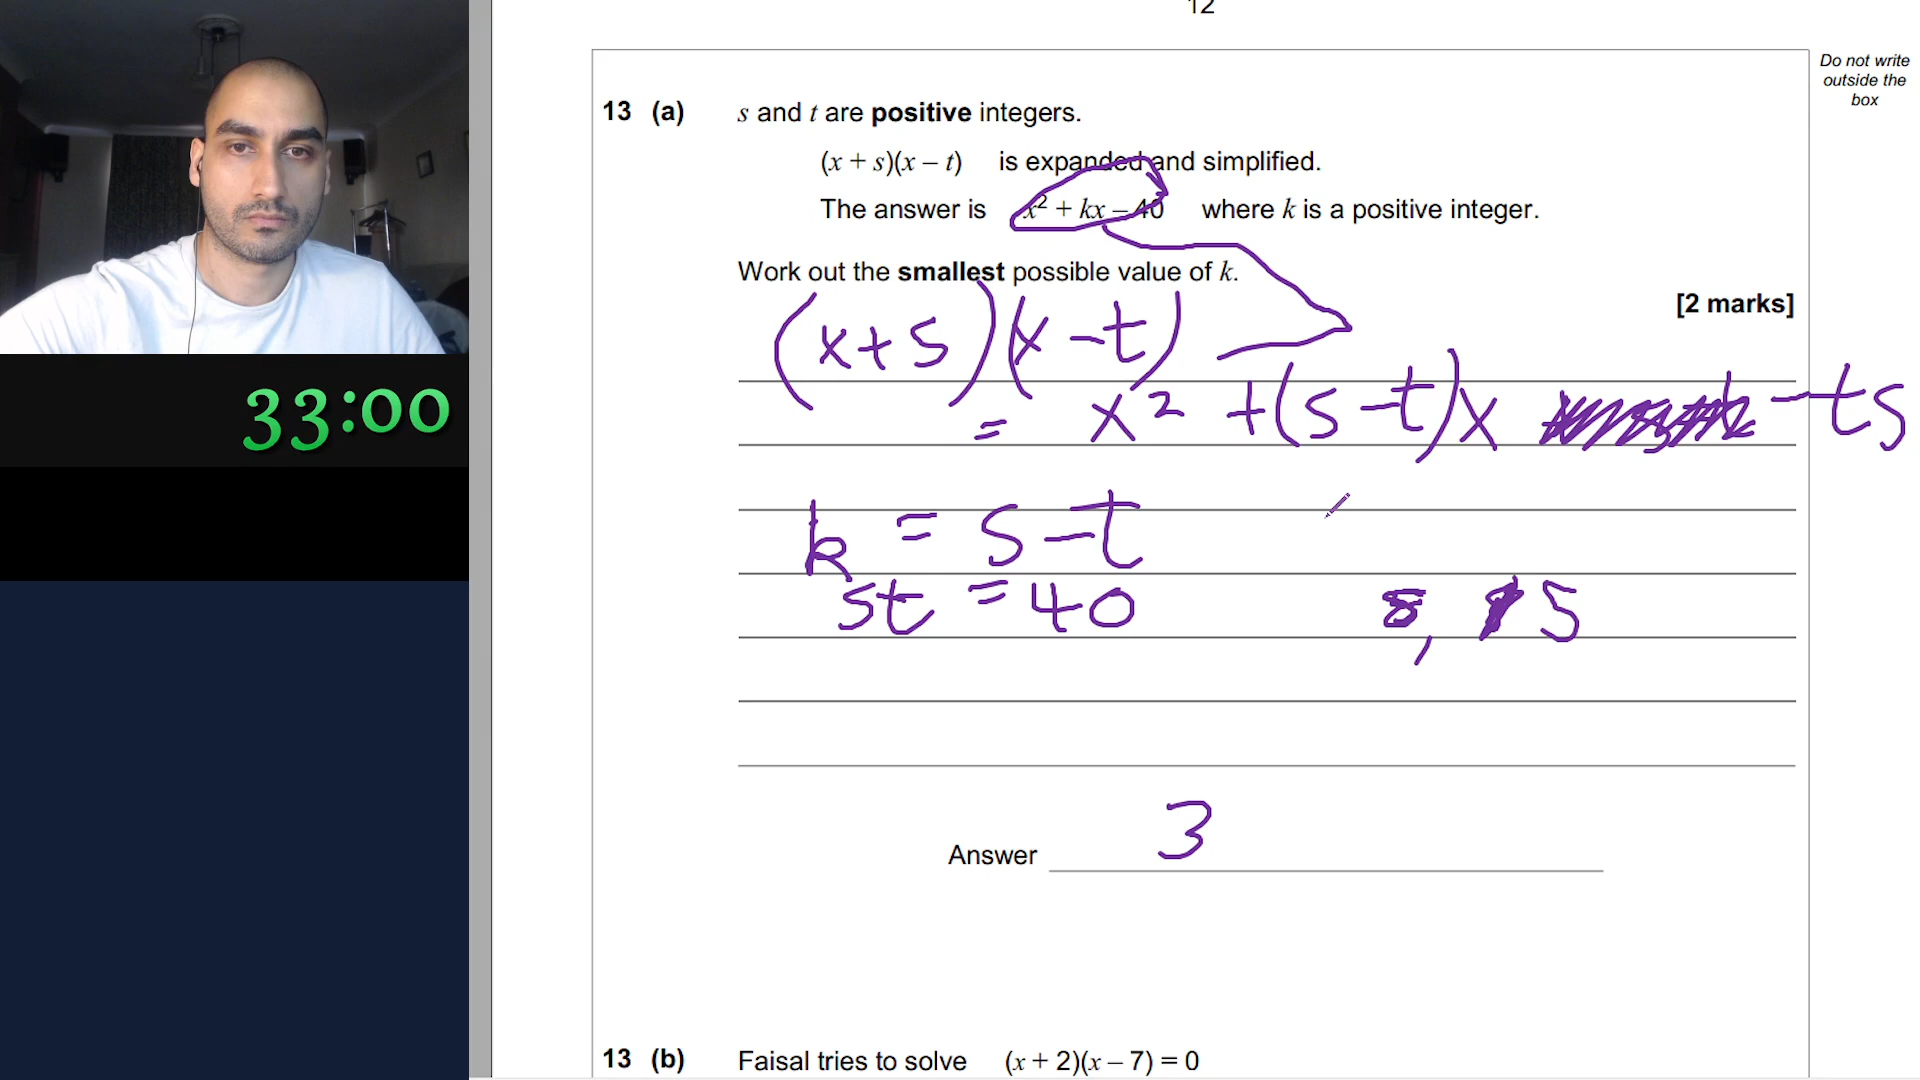 12
Do not write
outside the
box
13 (a) s and t are positive integers.
(x + s)(x – t) is expanded and simplified.
The answer is x² + kx – 40 where k is a positive integer.
Work out the smallest possible value of k.
[2 marks]
(x+s)(x-t)
= x² +(s-t)x -ts
k = s-t
st = 40 8, 5
33:00
Answer 3
13 (b) Faisal tries to solve (x + 2)(x – 7) = 0